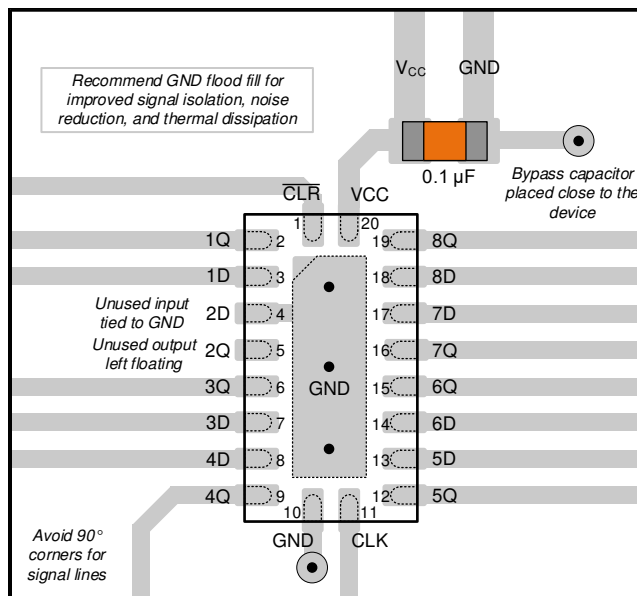 Recommend GND flood fill for
improved signal isolation, noise
reduction, and thermal dissipation
VCC GND
0.1 µF
Bypass capacitor
placed close to the
device
CLR VCC
1 20
1Q 2 19 8Q
1D 3 18 8D
Unused input
tied to GND
2D 4 17 7D
Unused output
left floating
2Q 5 16 7Q
GND
3Q 6 15 6Q
3D 7 14 6D
4D 8 13 5D
4Q 9 12 5Q
10 11
GND CLK
Avoid 90°
corners for
signal lines